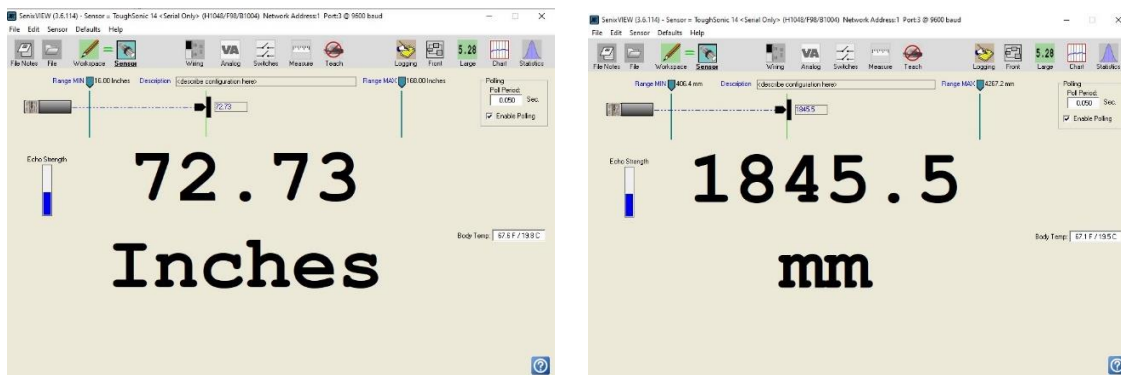 SenixVIEW (3.6.114) - Sensor = ToughSonic 14 <Serial Only> (H1048/F98/B1004) Network Address:1 Port:3 @ 9600 baud
File Edit Sensor Defaults Help
File Notes File Workspace Sensor Wiring Analog Switches Measure Teach Logging Front Large Chart Statistics
VA 5.28
Range MIN 16.00 Inches Description <describe configuration here> Range MAX 168.00 Inches
Polling
Poll Period:
0.050 Sec.
Enable Polling
72.73
Echo Strength
72.73
Inches
Body Temp: 67.6 F / 19.8 C
?
SenixVIEW (3.6.114) - Sensor = ToughSonic 14 <Serial Only> (H1048/F98/B1004) Network Address:1 Port:3 @ 9600 baud
File Edit Sensor Defaults Help
File Notes File Workspace Sensor Wiring Analog Switches Measure Teach Logging Front Large Chart Statistics
VA 5.28
Range MIN 406.4 mm Description <describe configuration here> Range MAX 4267.2 mm
Polling
Poll Period:
0.050 Sec.
Enable Polling
1845.5
Echo Strength
1845.5
mm
Body Temp: 67.1 F / 19.5 C
?